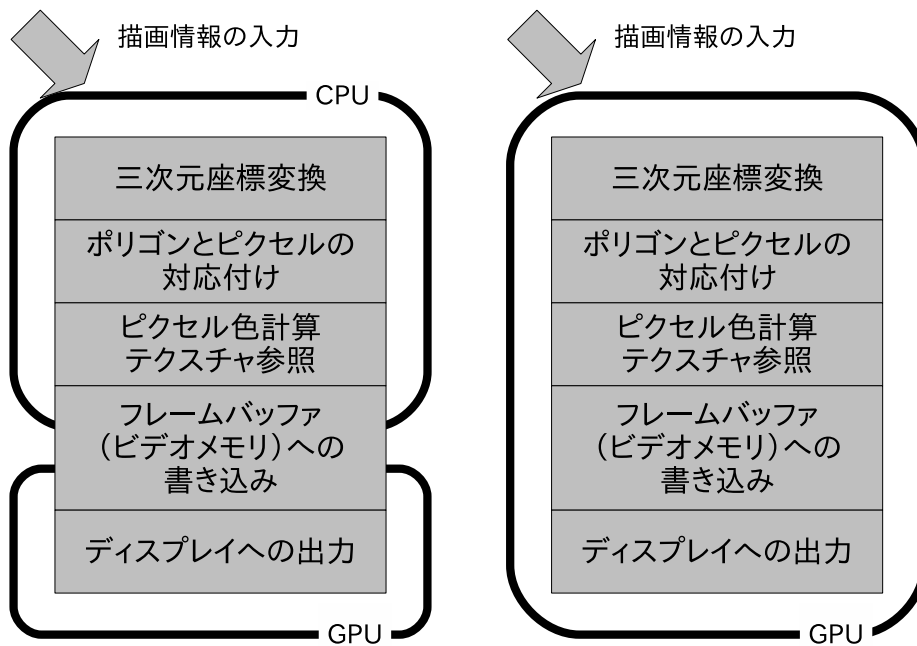 描画情報の入力
CPU
三次元座標変換
ポリゴンとピクセルの
対応付け
ピクセル色計算
テクスチャ参照
フレームバッファ
（ビデオメモリ）への
書き込み
ディスプレイへの出力
GPU
描画情報の入力
三次元座標変換
ポリゴンとピクセルの
対応付け
ピクセル色計算
テクスチャ参照
フレームバッファ
（ビデオメモリ）への
書き込み
ディスプレイへの出力
GPU